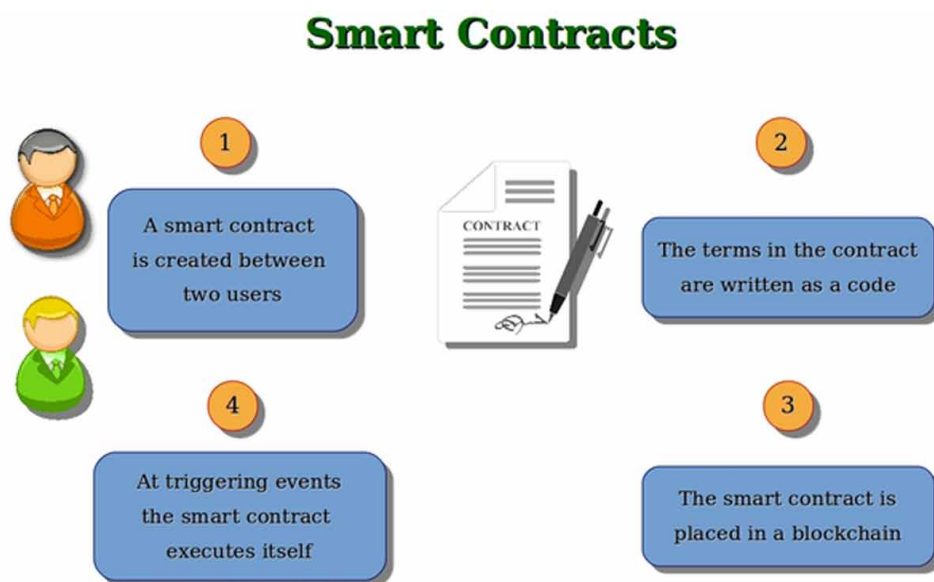 Smart Contracts
1
A smart contract
is created between
two users
CONTRACT
2
The terms in the contract
are written as a code
3
The smart contract is
placed in a blockchain
4
At triggering events
the smart contract
executes itself